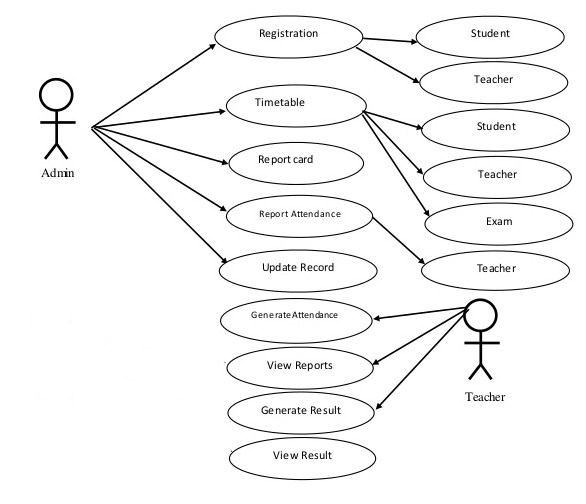 Registration
Student
Teacher
Timetable
Student
Admin
Report card
Teacher
Report Attendance
Exam
Update Record
Teacher
GenerateAttendance
View Reports
Teacher
Generate Result
View Result